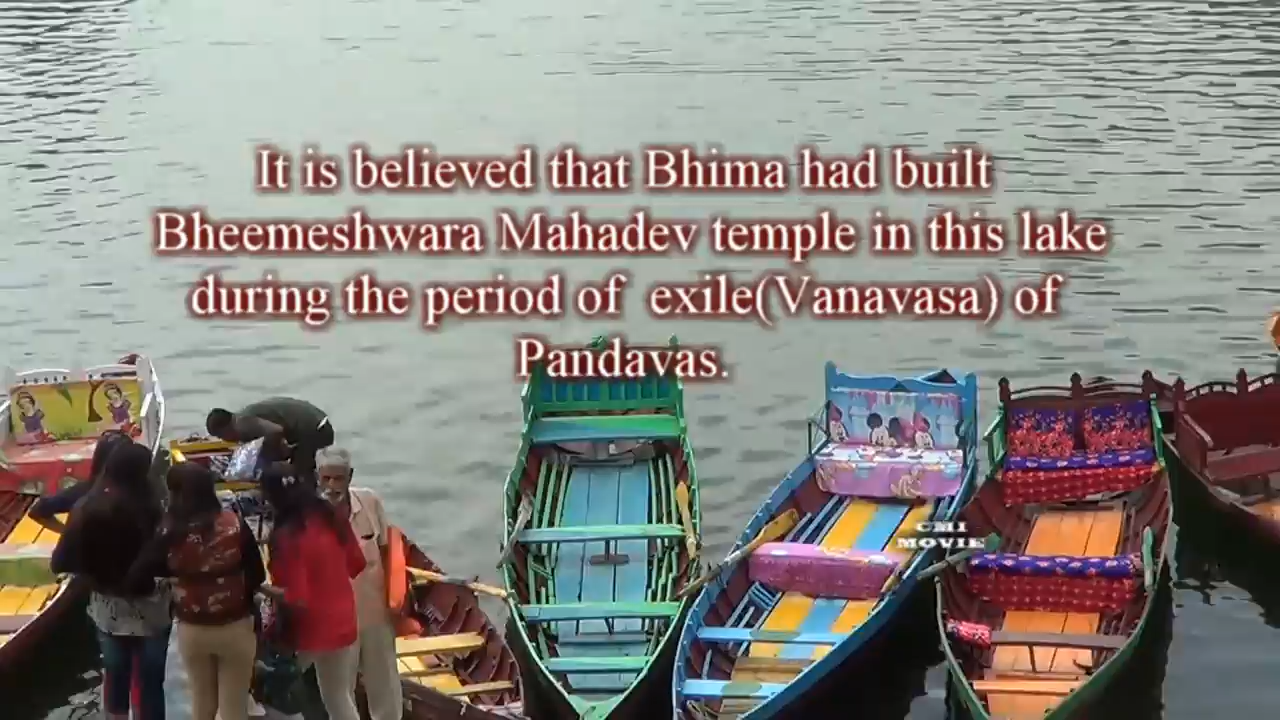 It is believed that Bhima had built
Bheemeshwara Mahadev temple in this lake
during the period of  exile(Vanavasa) of
Pandavas.
CMI
MOVIE